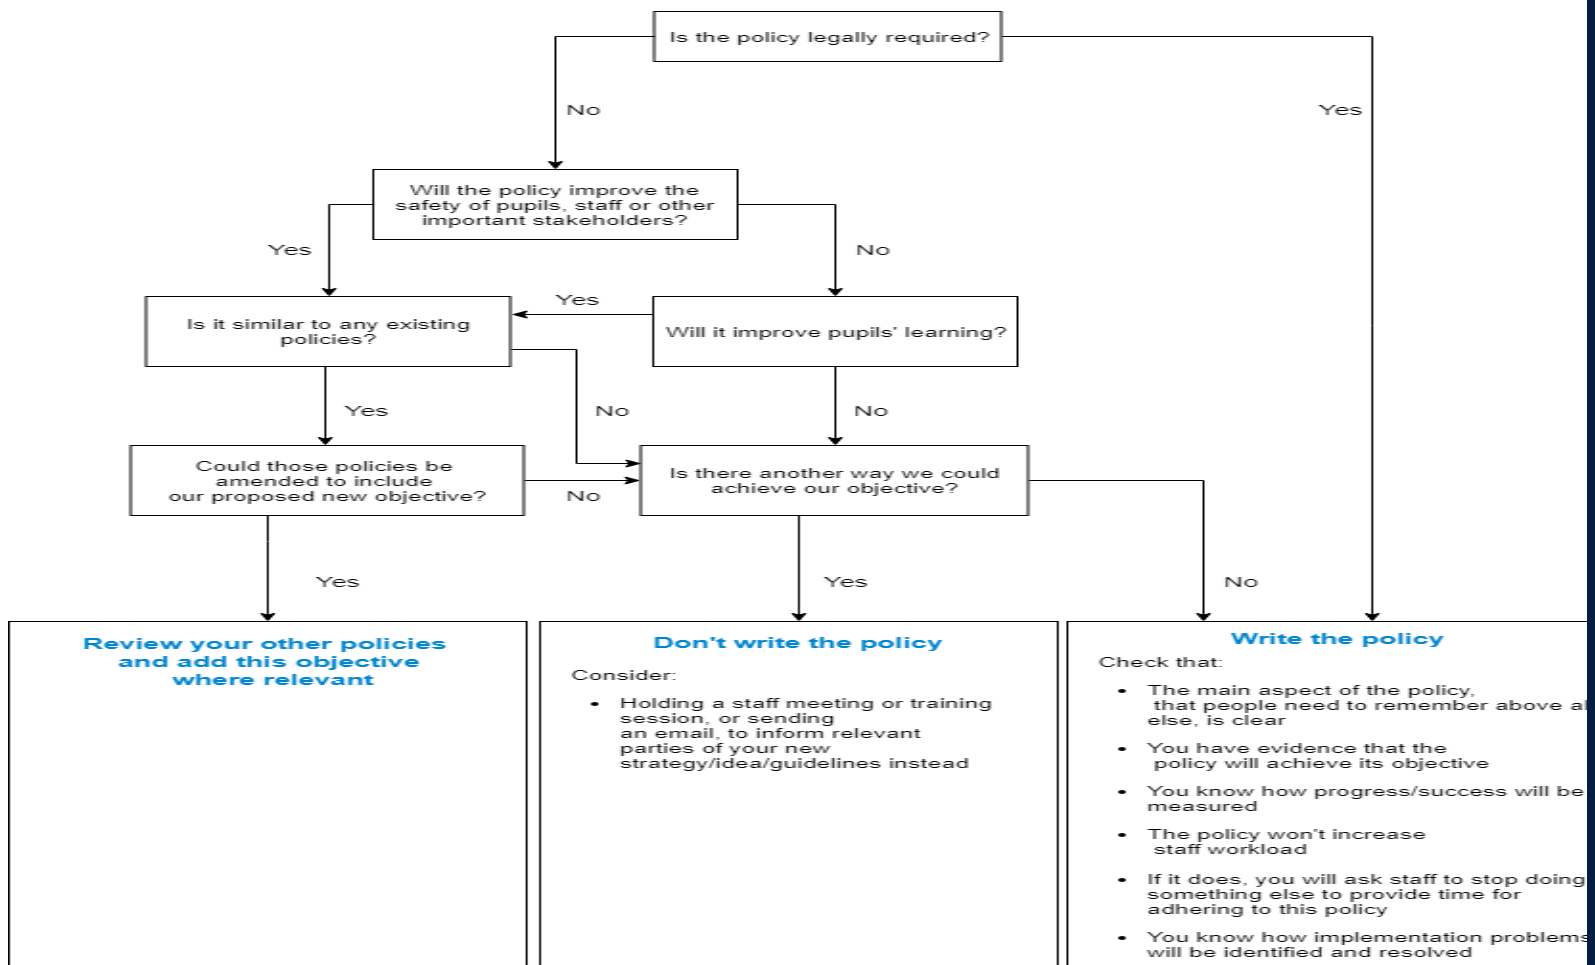 Is the policy legally required?
No
Yes
Will the policy improve the
safety of pupils, staff or other
important stakeholders?
Yes
No
Is it similar to any existing
policies?
Yes
Will it improve pupils' learning?
Yes
No
No
Could those policies be
amended to include
our proposed new objective?
No
Is there another way we could
achieve our objective?
Yes
Yes
No
Review your other policies
and add this objective
where relevant
Don't write the policy
Consider:
• Holding a staff meeting or training
session, or sending
an email, to inform relevant
parties of your new
strategy/idea/guidelines instead
Write the policy
Check that:
• The main aspect of the policy,
that people need to remember above
else, is clear
• You have evidence that the
policy will achieve its objective
• You know how progress/success will be
measured
• The policy won't increase
staff workload
• If it does, you will ask staff to stop doing
something else to provide time for
adhering to this policy
• You know how implementation problems
will be identified and resolved